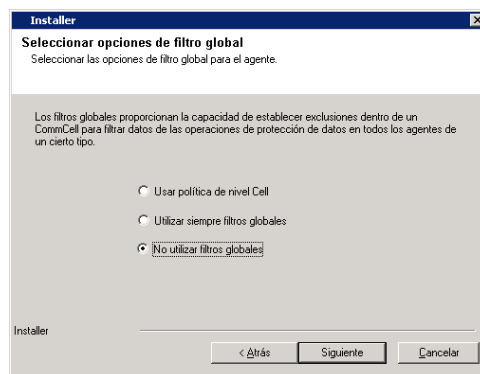 Installer
Seleccionar opciones de filtro global
Seleccionar las opciones de filtro global para el agente.
Los filtros globales proporcionan la capacidad de establecer exclusiones dentro de un
CommCell para filtrar datos de las operaciones de protección de datos en todos los agentes de
un cierto tipo.
Usar política de nivel Cell
Utilizar siempre filtros globales
No utilizar filtros globales
Installer
< Atrás
Siguiente
Cancelar